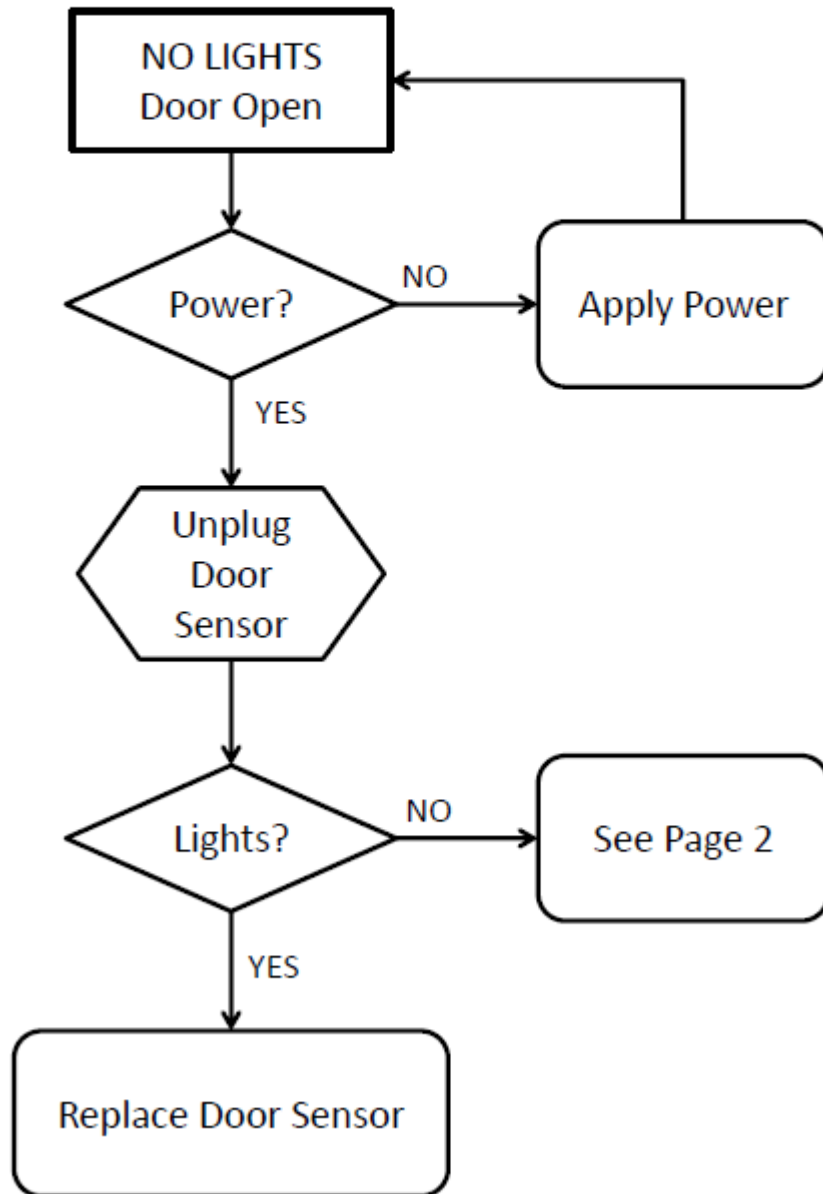 NO LIGHTS
Door Open
Power?
NO
Apply Power
YES
Unplug
Door
Sensor
Lights?
NO
See Page 2
YES
Replace Door Sensor